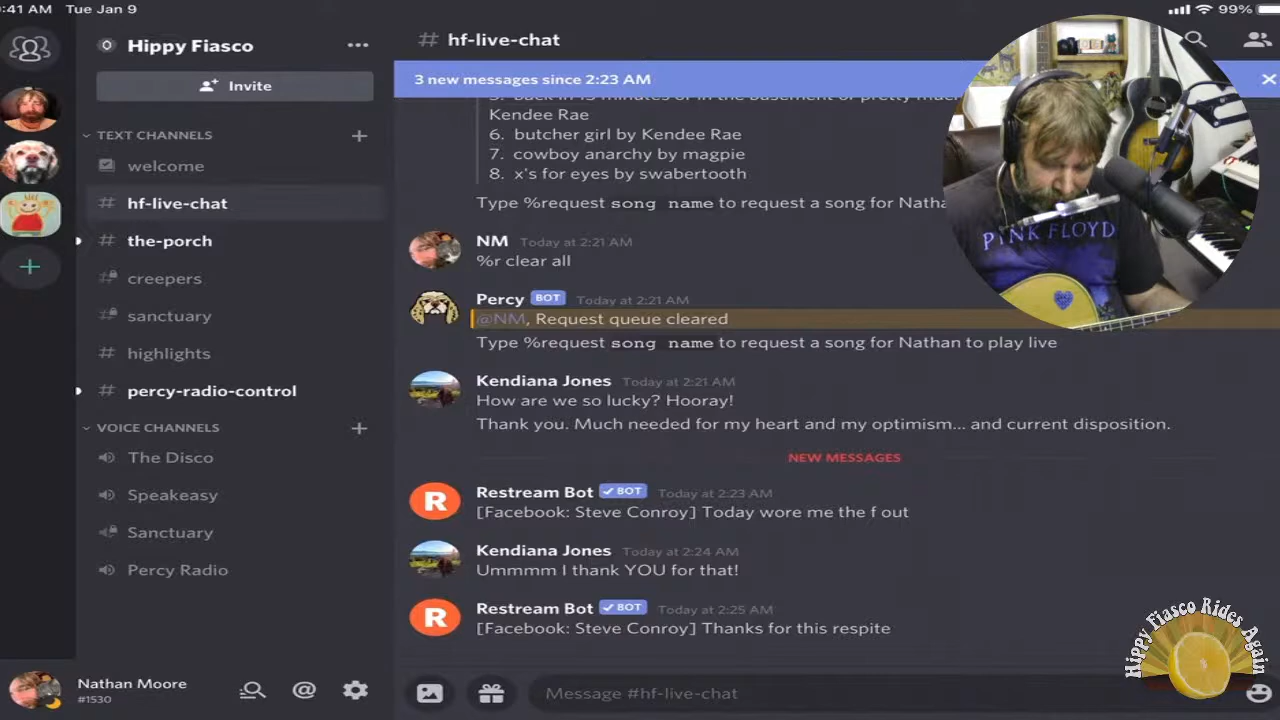 :41 AM Tue Jan 9
99%
Hippy Fiasco
Invite
TEXT CHANNELS
welcome
hf-live-chat
the-porch
creepers
sanctuary
highlights
percy-radio-control
VOICE CHANNELS
The Disco
Speakeasy
Sanctuary
Percy Radio
Nathan Moore
#1530
# hf-live-chat
3 new messages since 2:23 AM
5. back in 15 minutes or in the basement or pretty
Kendee Rae
6. butcher girl by Kendee Rae
7. cowboy anarchy by magpie
8. x's for eyes by swabertooth
Type %request song name to request a song for Natha
NM Today at 2:21 AM
%r clear all
Percy BOT Today at 2:21 AM
@NM, Request queue cleared
Type %request song name to request a song for Nathan to play live
Kendiana Jones Today at 2:21 AM
How are we so lucky? Hooray!
Thank you. Much needed for my heart and my optimism... and current disposition.
NEW MESSAGES
R
Restream Bot BOT Today at 2:23 AM
[Facebook: Steve Conroy] Today wore me the f out
Kendiana Jones Today at 2:24 AM
Ummmm I thank YOU for that!
R
Restream Bot BOT Today at 2:25 AM
[Facebook: Steve Conroy] Thanks for this respite
Message #hf-live-chat
PINK FLOYD
Hippy Fiasco Rides Again